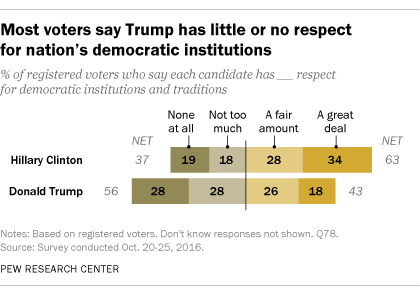 Most voters say Trump has little or no respect
for nation's democratic institutions
% of registered voters who say each candidate has __ respect
for democratic institutions and traditions
None at all Not too much A fair amount A great deal
NET NET
Hillary Clinton 37 19 18 28 34 63
Donald Trump 56 28 28 26 18 43
Notes: Based on registered voters. Don't know responses not shown. Q78.
Source: Survey conducted Oct. 20-25, 2016.
PEW RESEARCH CENTER